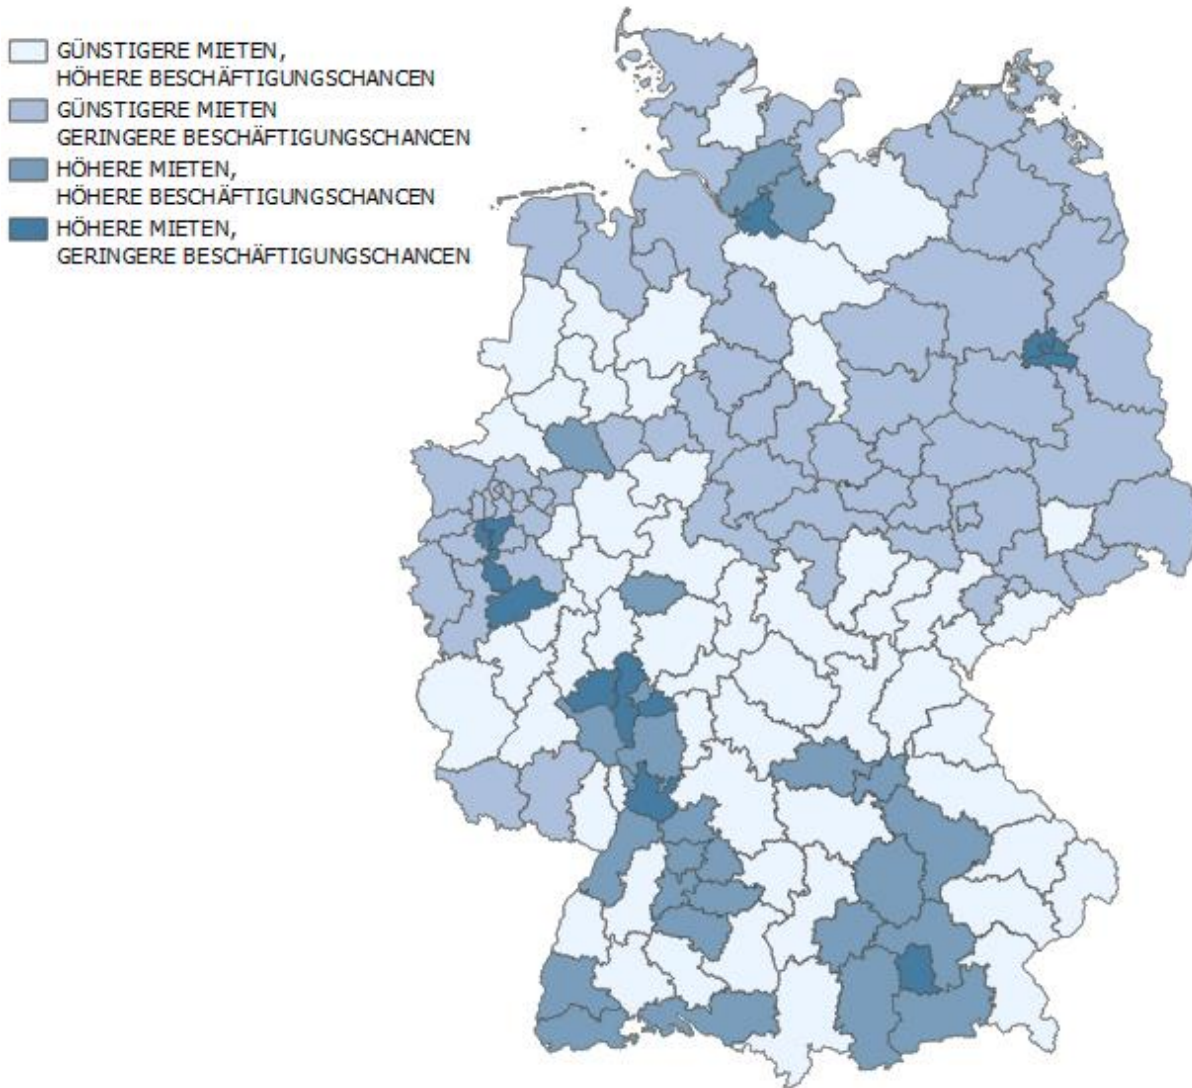 GÜNSTIGERE MIETEN,
HÖHERE BESCHÄFTIGUNGSCHANCEN
GÜNSTIGERE MIETEN
GERINGERE BESCHÄFTIGUNGSCHANCEN
HÖHERE MIETEN,
HÖHERE BESCHÄFTIGUNGSCHANCEN
HÖHERE MIETEN,
GERINGERE BESCHÄFTIGUNGSCHANCEN